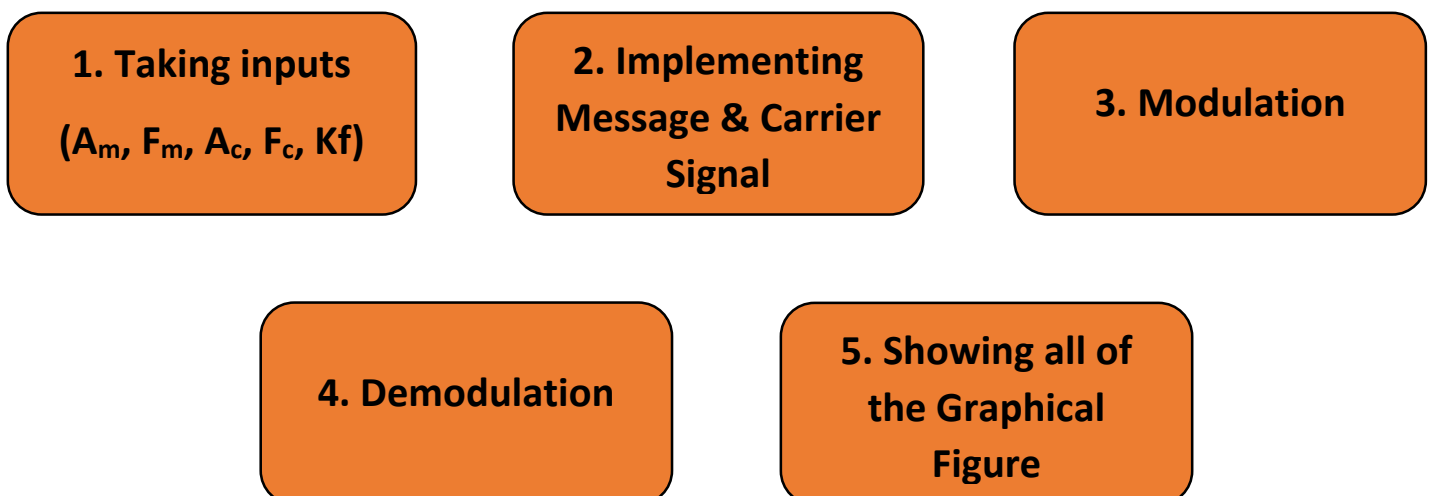 1. Taking inputs
(Am, Fm, Ac, Fc, Kf)
2. Implementing
Message & Carrier
Signal
3. Modulation
4. Demodulation
5. Showing all of
the Graphical
Figure